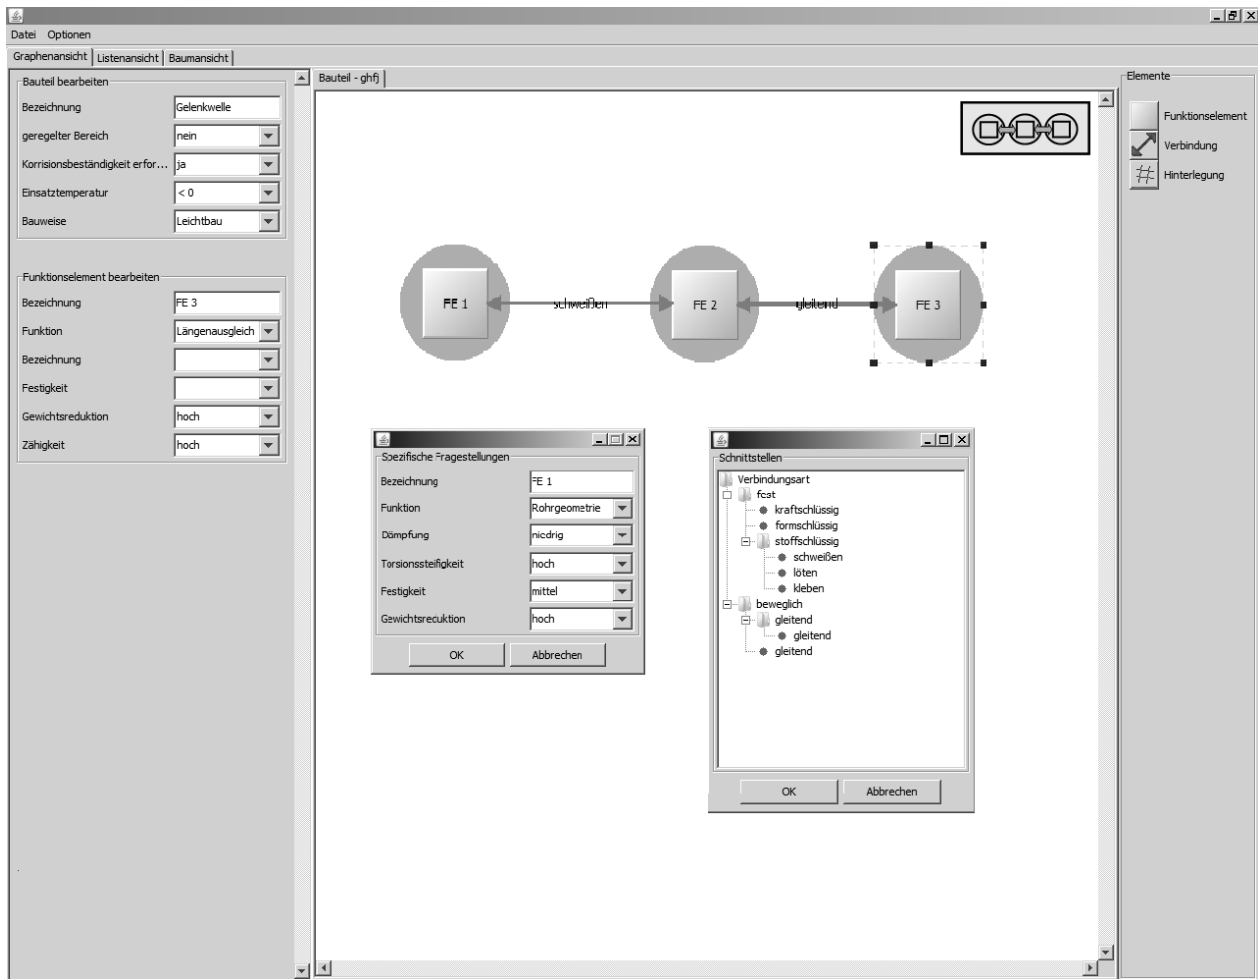 Datei Optionen
Graphenansicht Listenansicht Baumansicht
Bauteil bearbeiten
Bezeichnung Gelenkwelle
geregelter Bereich nein
Korrisionsbeständigkeit erfor... ja
Einsatztemperatur < 0
Bauweise Leichtbau
Funktionselement bearbeiten
Bezeichnung FE 3
Funktion Längenausgleich
Bezeichnung
Festigkeit
Gewichtsreduktion hoch
Zähigkeit hoch
Bauteil - ghfj
FE 1 schweißen FE 2 gleitend FE 3
Spezifische Fragestellungen
Bezeichnung FE 1
Funktion Rohrgeometrie
Dämpfung niedrig
Torsionssteifigkeit hoch
Festigkeit mittel
Gewichtsreduktion hoch
OK Abbrechen
Schnittstellen
Verbindungsart
fest
kraftschlüssig
formschlüssig
stoffschlüssig
schweißen
löten
kleben
beweglich
gleitend
gleitend
gleitend
OK Abbrechen
Elemente
Funktionselement
Verbindung
Hinterlegung